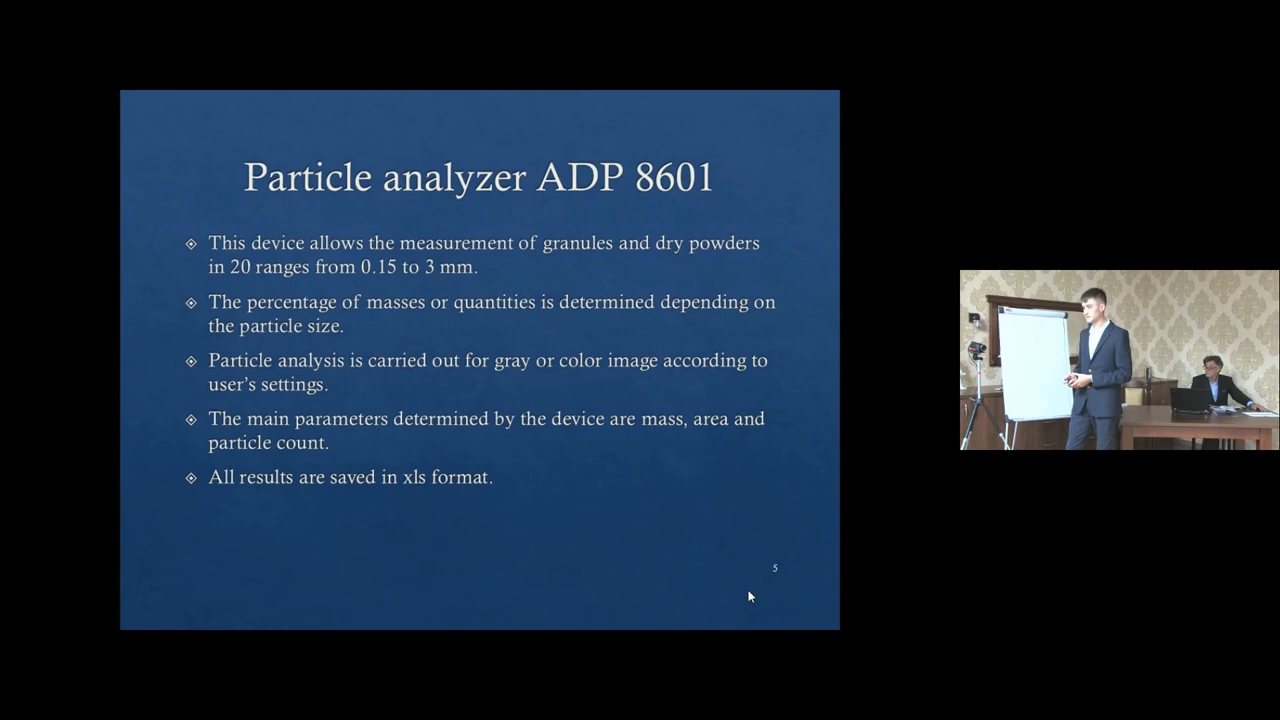 Particle analyzer ADP 8601
This device allows the measurement of granules and dry powders
in 20 ranges from 0.15 to 3 mm.
The percentage of masses or quantities is determined depending on
the particle size.
Particle analysis is carried out for gray or color image according to
user's settings.
The main parameters determined by the device are mass, area and
particle count.
All results are saved in xls format.
5